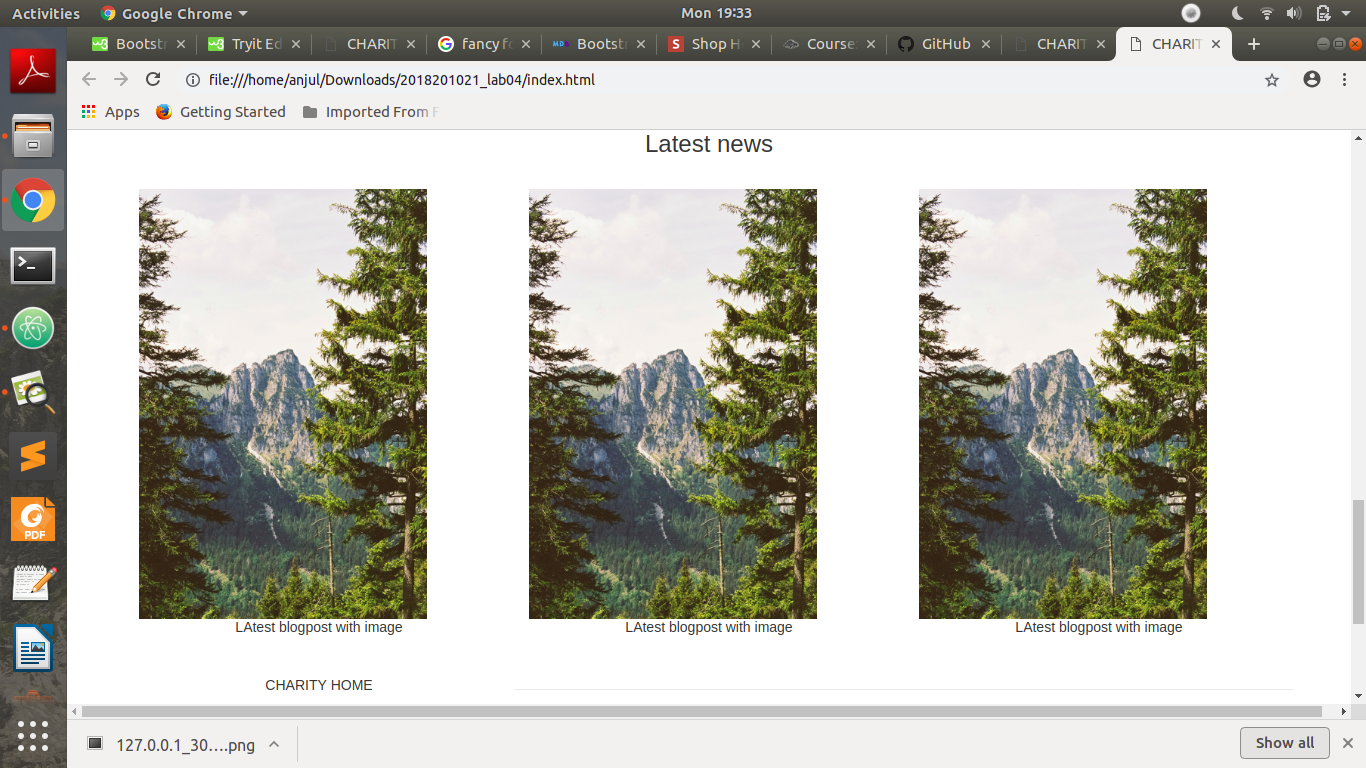 Activities Google Chrome Mon 19:33
Bootstr Tryit Ed CHARIT fancy fo Bootst Shop H Course: GitHub CHARIT CHARIT
file:///home/anjul/Downloads/2018201021_lab04/index.html
Apps Getting Started Imported From F
Latest news
LAtest blogpost with image LAtest blogpost with image LAtest blogpost with image
CHARITY HOME
PDF
127.0.0.1_30....png Show all